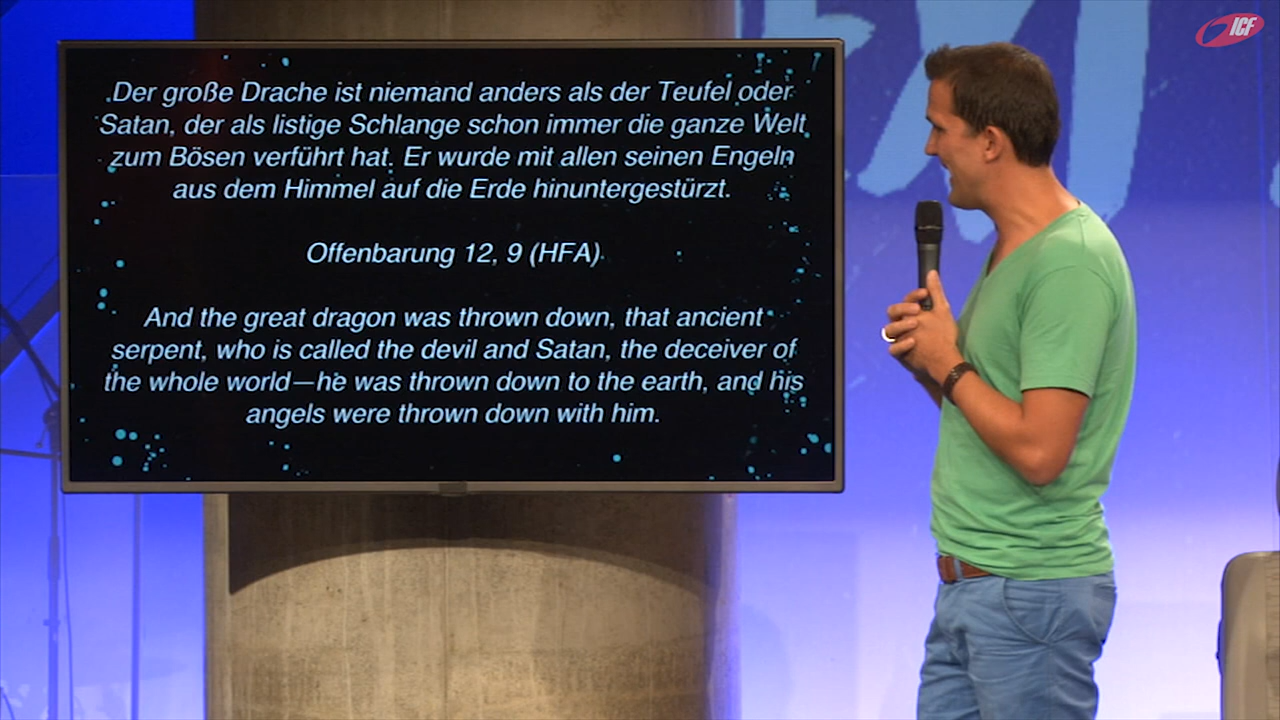 Der große Drache ist niemand anders als der Teufel oder
Satan, der als listige Schlange schon immer die ganze Welt
zum Bösen verführt hat. Er wurde mit allen seinen Engeln
aus dem Himmel auf die Erde hinuntergestürzt.
Offenbarung 12, 9 (HFA)
And the great dragon was thrown down, that ancient
serpent, who is called the devil and Satan, the deceiver of
the whole world—he was thrown down to the earth, and his
angels were thrown down with him.
ICF